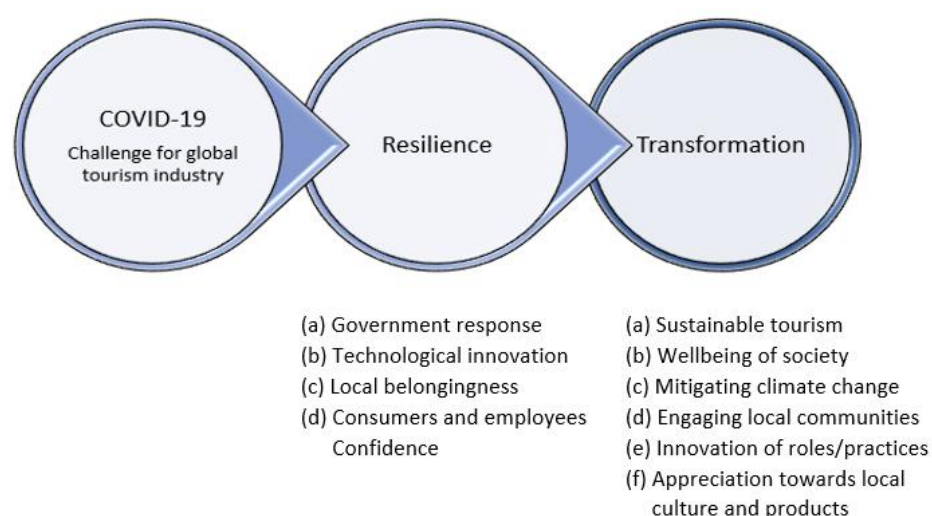 COVID-19
Challenge for global
tourism industry
Resilience
Transformation
(a) Government response
(b) Technological innovation
(c) Local belongingness
(d) Consumers and employees
Confidence
(a) Sustainable tourism
(b) Wellbeing of society
(c) Mitigating climate change
(d) Engaging local communities
(e) Innovation of roles/practices
(f) Appreciation towards local
culture and products